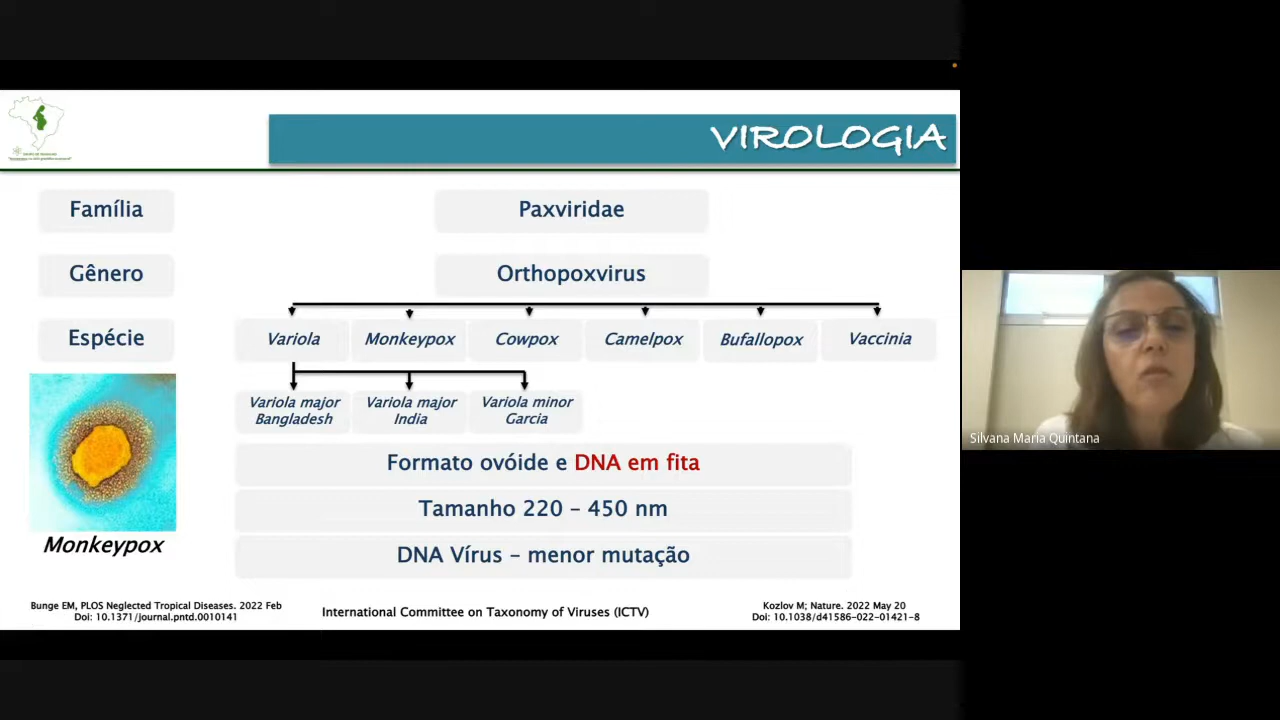 VIROLOGIA
Família
Paxviridae
Gênero
Orthopoxvirus
Espécie
Variola
Monkeypox
Cowpox
Camelpox
Bufallopox
Vaccinia
Variola major
Bangladesh
Variola major
India
Variola minor
Garcia
Formato ovóide e DNA em fita
Tamanho 220 – 450 nm
DNA Vírus – menor mutação
Monkeypox
Bunge EM, PLOS Neglected Tropical Diseases. 2022 Feb
Doi: 10.1371/journal.pntd.0010141
International Committee on Taxonomy of Viruses (ICTV)
Kozlov M; Nature. 2022 May 20
Doi: 10.1038/d41586-022-01421-8
Silvana Maria Quintana